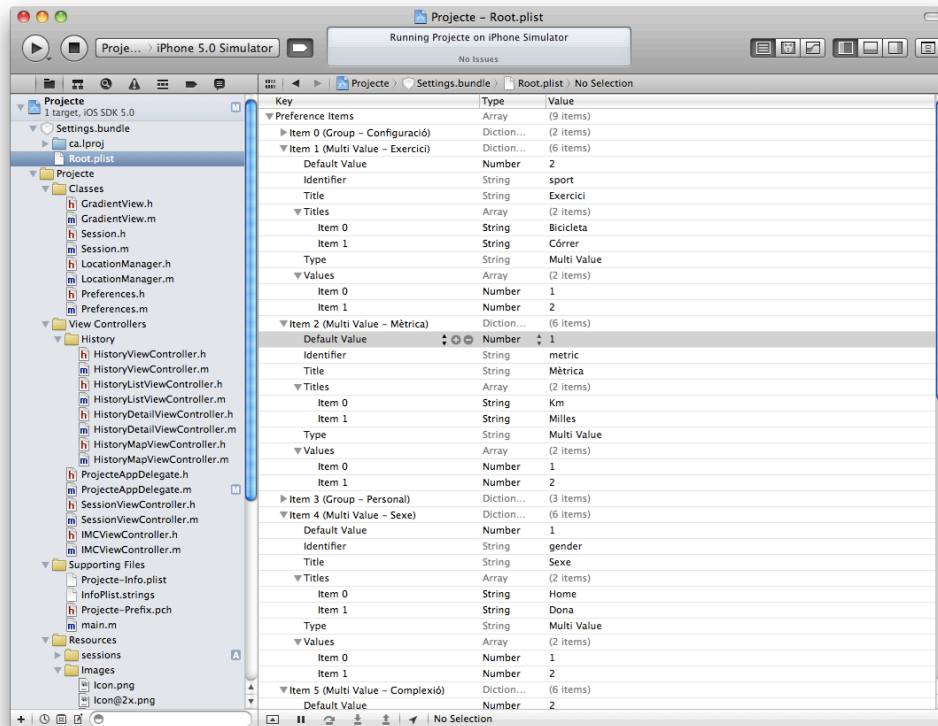 Projecte – Root.plist
Proje... iPhone 5.0 Simulator
Running Projecte on iPhone Simulator
No Issues
Projecte Settings.bundle Root.plist No Selection
Projecte
1 target, iOS SDK 5.0
M
Settings.bundle
ca.lproj
Root.plist
Projecte
Classes
GradientView.h
GradientView.m
Session.h
Session.m
LocationManager.h
LocationManager.m
Preferences.h
Preferences.m
View Controllers
History
HistoryViewController.h
HistoryViewController.m
HistoryListViewController.h
HistoryListViewController.m
HistoryDetailViewController.h
HistoryDetailViewController.m
HistoryMapViewController.h
HistoryMapViewController.m
ProjecteAppDelegate.h
ProjecteAppDelegate.m M
SessionViewController.h
SessionViewController.m
IMCViewController.h
IMCViewController.m
Supporting Files
Projecte-Info.plist
InfoPlist.strings
Projecte-Prefix.pch
main.m
Resources
sessions A
Images
Icon.png
Icon@2x.png
Key Type Value
Preference Items Array (9 items)
Item 0 (Group – Configuració) Diction... (2 items)
Item 1 (Multi Value – Exercici) Diction... (6 items)
Default Value Number 2
Identifier String sport
Title String Exercici
Titles Array (2 items)
Item 0 String Bicicleta
Item 1 String Córrer
Type String Multi Value
Values Array (2 items)
Item 0 Number 1
Item 1 Number 2
Item 2 (Multi Value – Mètrica) Diction... (6 items)
Default Value Number 1
Identifier String metric
Title String Mètrica
Titles Array (2 items)
Item 0 String Km
Item 1 String Milles
Type String Multi Value
Values Array (2 items)
Item 0 Number 1
Item 1 Number 2
Item 3 (Group – Personal) Diction... (3 items)
Item 4 (Multi Value – Sexe) Diction... (6 items)
Default Value Number 1
Identifier String gender
Title String Sexe
Titles Array (2 items)
Item 0 String Home
Item 1 String Dona
Type String Multi Value
Values Array (2 items)
Item 0 Number 1
Item 1 Number 2
Item 5 (Multi Value – Complexió) Diction... (6 items)
Default Value Number 2
No Selection